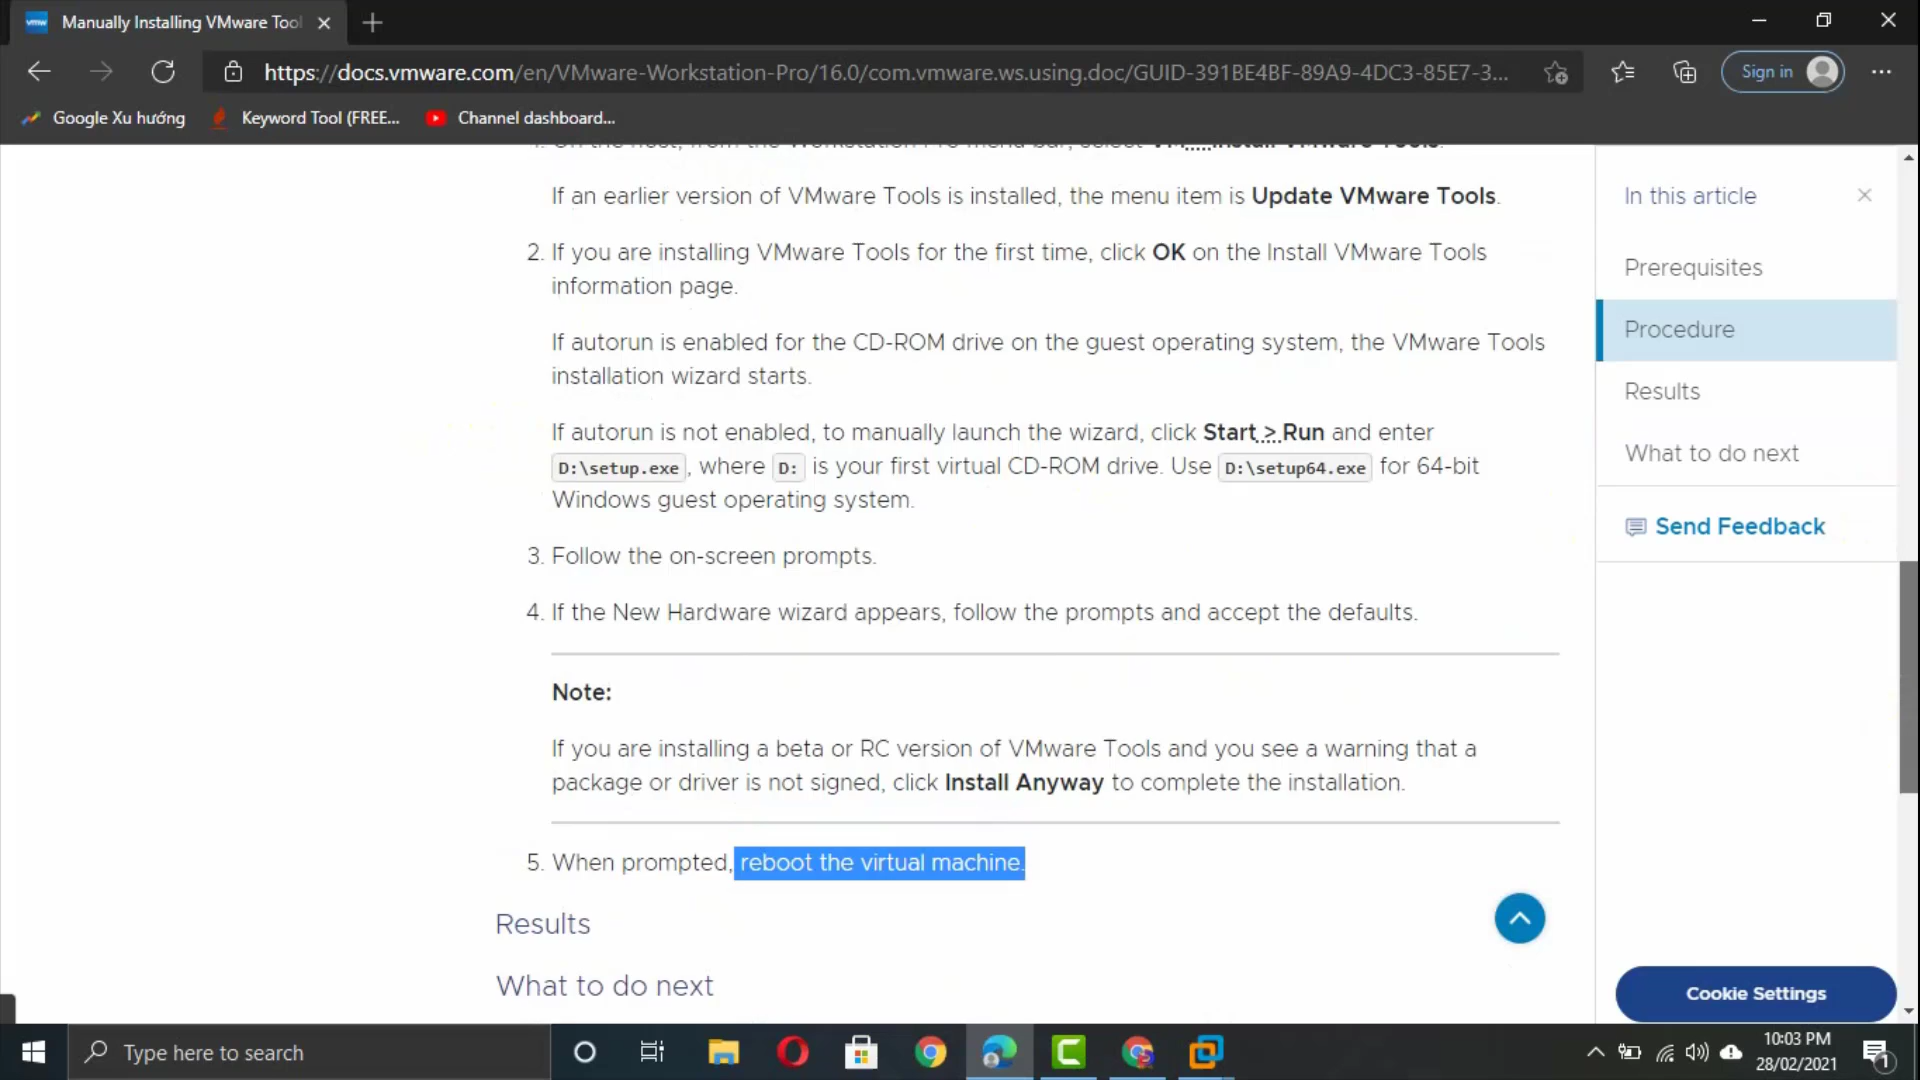 Manually Installing VMware Tool
https://docs.vmware.com/en/VMware-Workstation-Pro/16.0/com.vmware.ws.using.doc/GUID-391BE4BF-89A9-4DC3-85E7-3...
Sign in
Google Xu hướng
Keyword Tool (FREE...
Channel dashboard...
If an earlier version of VMware Tools is installed, the menu item is Update VMware Tools.
2. If you are installing VMware Tools for the first time, click OK on the Install VMware Tools
information page.
If autorun is enabled for the CD-ROM drive on the guest operating system, the VMware Tools
installation wizard starts.
If autorun is not enabled, to manually launch the wizard, click Start > Run and enter
D:\setup.exe, where D: is your first virtual CD-ROM drive. Use D:\setup64.exe for 64-bit
Windows guest operating system.
3. Follow the on-screen prompts.
4. If the New Hardware wizard appears, follow the prompts and accept the defaults.
Note:
If you are installing a beta or RC version of VMware Tools and you see a warning that a
package or driver is not signed, click Install Anyway to complete the installation.
5. When prompted, reboot the virtual machine.
Results
What to do next
In this article
Prerequisites
Procedure
Results
What to do next
Send Feedback
Cookie Settings
Type here to search
10:03 PM
28/02/2021
1